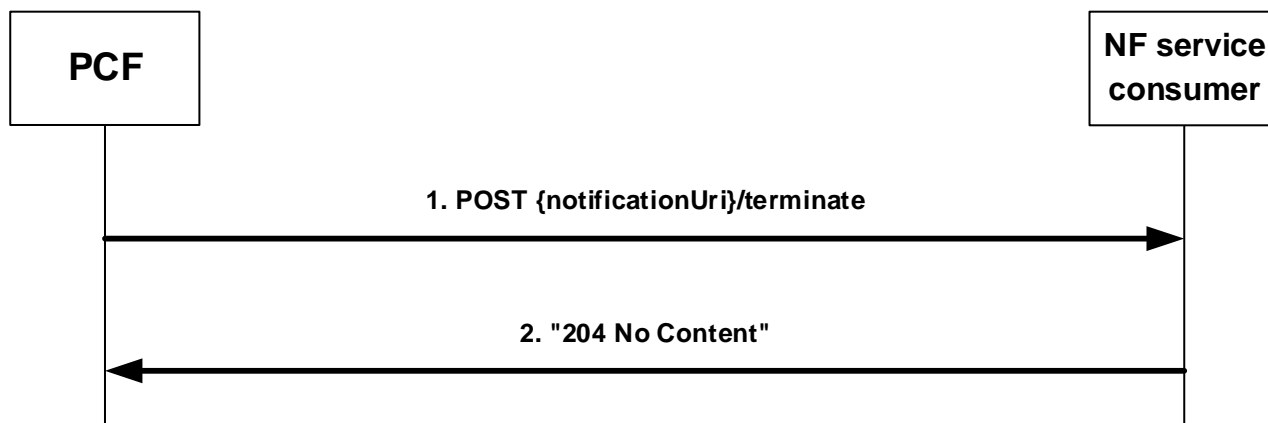 PCF
NF service
consumer
1. POST {notificationUri}/terminate
2. "204 No Content"